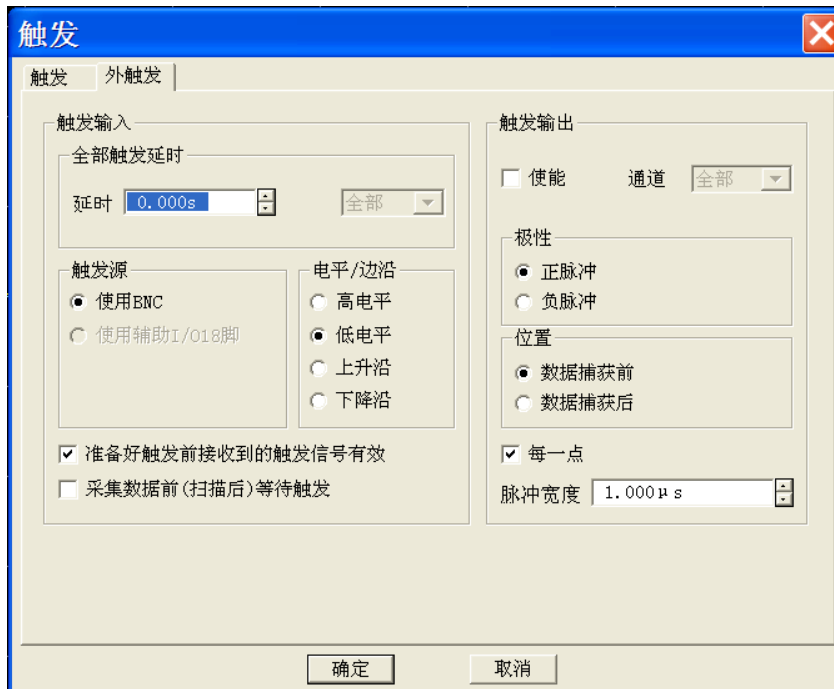 触发
触发 外触发
触发输入
全部触发延时
延时 0.000s 全部
触发源
使用BNC
使用辅助I/O18脚
电平/边沿
高电平
低电平
上升沿
下降沿
准备好触发前接收到的触发信号有效
采集数据前(扫描后)等待触发
触发输出
使能 通道 全部
极性
正脉冲
负脉冲
位置
数据捕获前
数据捕获后
每一点
脉冲宽度 1.000μs
确定 取消